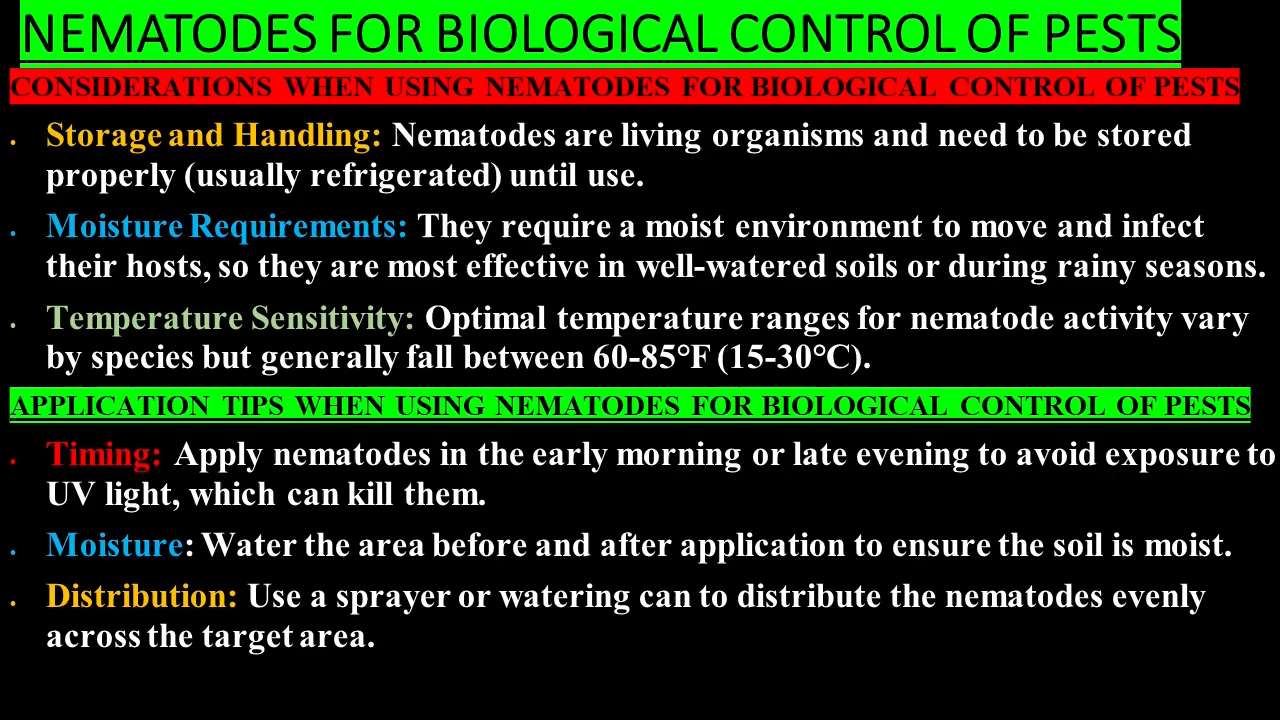 NEMATODES FOR BIOLOGICAL CONTROL OF PESTS
CONSIDERATIONS WHEN USING NEMATODES FOR BIOLOGICAL CONTROL OF PESTS
• Storage and Handling: Nematodes are living organisms and need to be stored
properly (usually refrigerated) until use.
• Moisture Requirements: They require a moist environment to move and infect
their hosts, so they are most effective in well-watered soils or during rainy seasons.
• Temperature Sensitivity: Optimal temperature ranges for nematode activity vary
by species but generally fall between 60-85°F (15-30°C).
APPLICATION TIPS WHEN USING NEMATODES FOR BIOLOGICAL CONTROL OF PESTS
• Timing: Apply nematodes in the early morning or late evening to avoid exposure to
UV light, which can kill them.
• Moisture: Water the area before and after application to ensure the soil is moist.
• Distribution: Use a sprayer or watering can to distribute the nematodes evenly
across the target area.